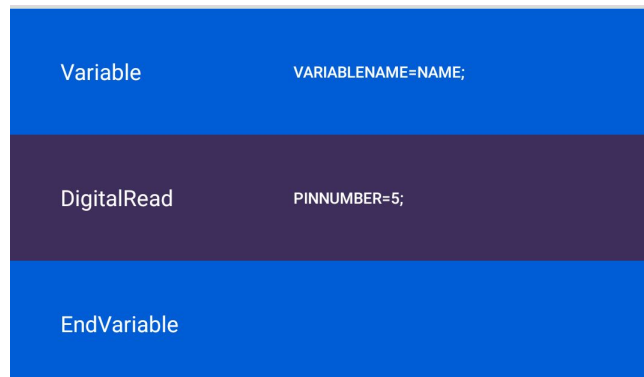 Variable VARIABLENAME=NAME;
DigitalRead PINNUMBER=5;
EndVariable